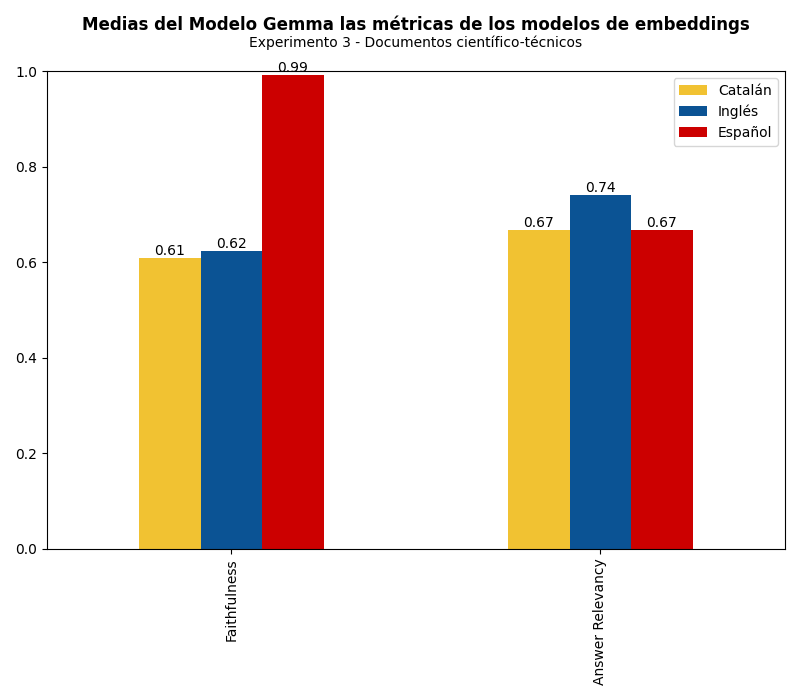 Medias del Modelo Gemma las métricas de los modelos de embeddings
Experimento 3 - Documentos científico-técnicos
Catalán
Inglés
Español
1.0
0.8
0.6
0.4
0.2
0.0
0.61
0.62
0.99
0.67
0.74
0.67
Faithfulness
Answer Relevancy